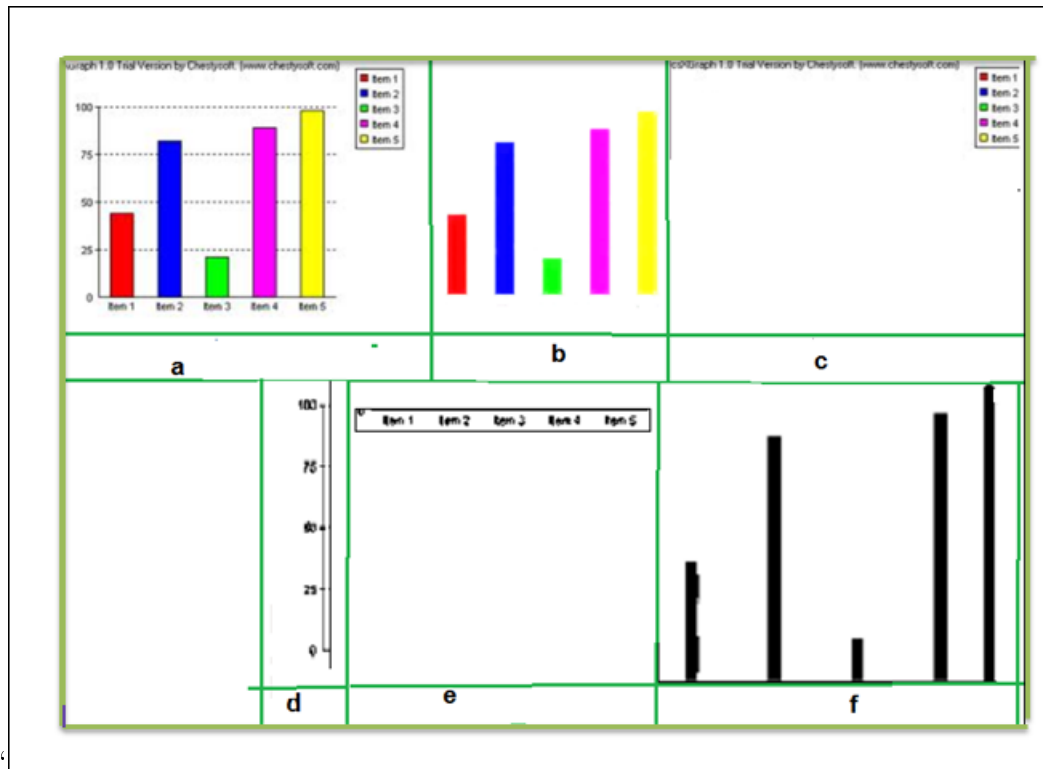 Graph 1.0 Trial Version by Chestysoft. (www.chestysoft.com)
Item 1
Item 2
Item 3
Item 4
Item 5
100
75
50
25
0
Item 1 Item 2 Item 3 Item 4 Item 5
a
b
csXGraph 1.0 Trial Version by Chestysoft. (www.chestysoft.com)
Item 1
Item 2
Item 3
Item 4
Item 5
c
100
75
50
25
0
d
0 Item 1 Item 2 Item 3 Item 4 Item 5
e
f
“